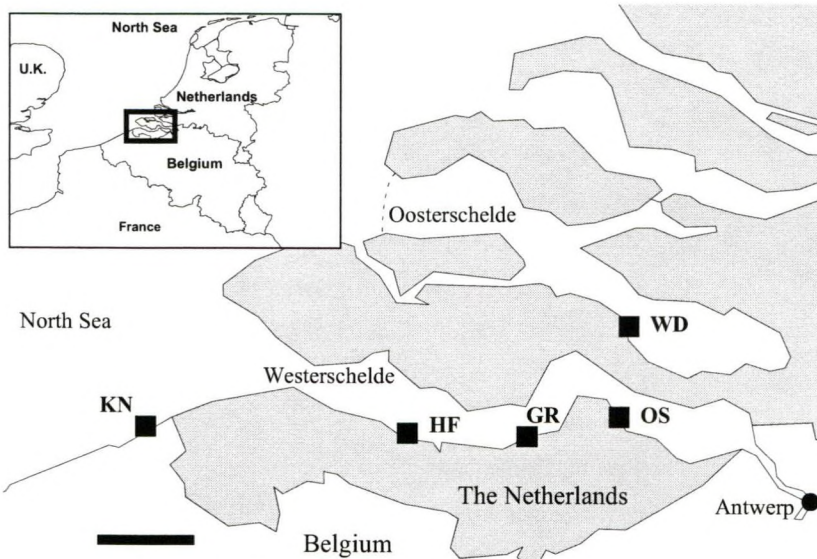 North Sea
U.K.
Netherlands
Belgium
France
Oosterschelde
North Sea
WD
Westerschelde
KN
HF
GR
OS
The Netherlands
Antwerp
Belgium